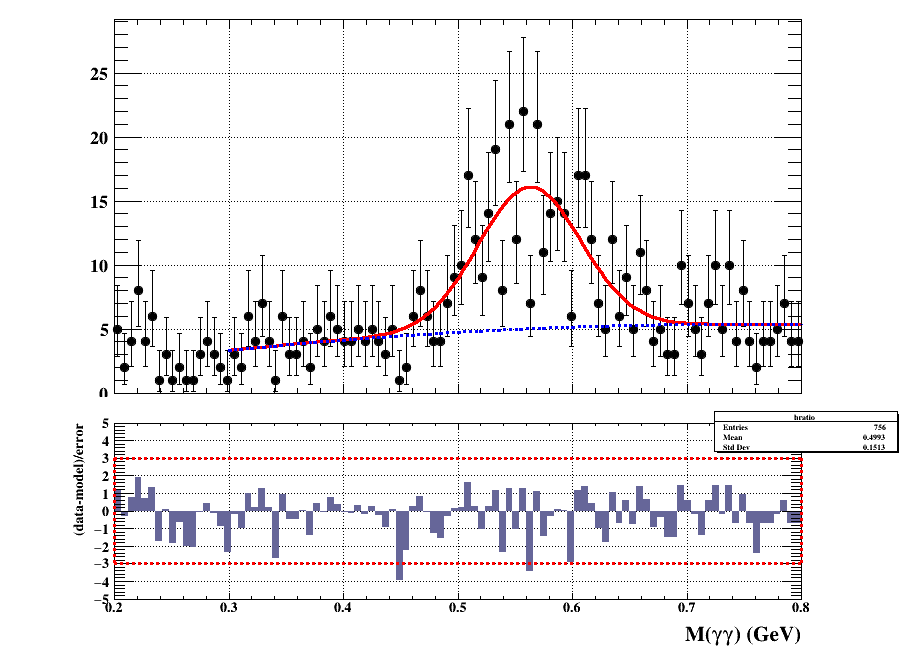 25
20
15
10
5
0
hratio
Entries 756
Mean 0.4993
Std Dev 0.1513
(data-model)/error
5
4
3
2
1
0
−1
−2
−3
−4
−5
0.2 0.3 0.4 0.5 0.6 0.7 0.8
M(γγ) (GeV)